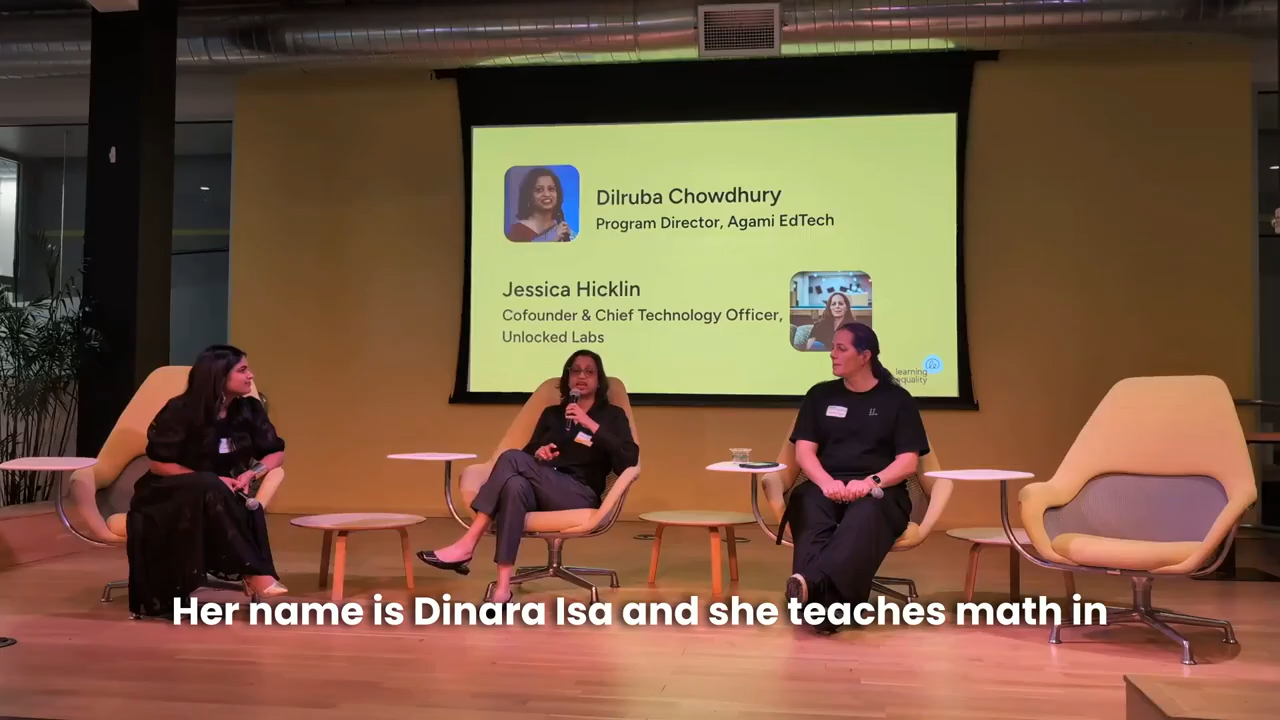 Dilruba Chowdhury
Program Director, Agami EdTech
Jessica Hicklin
Cofounder & Chief Technology Officer,
Unlocked Labs
learning
equality
Her name is Dinara Isa and she teaches math in